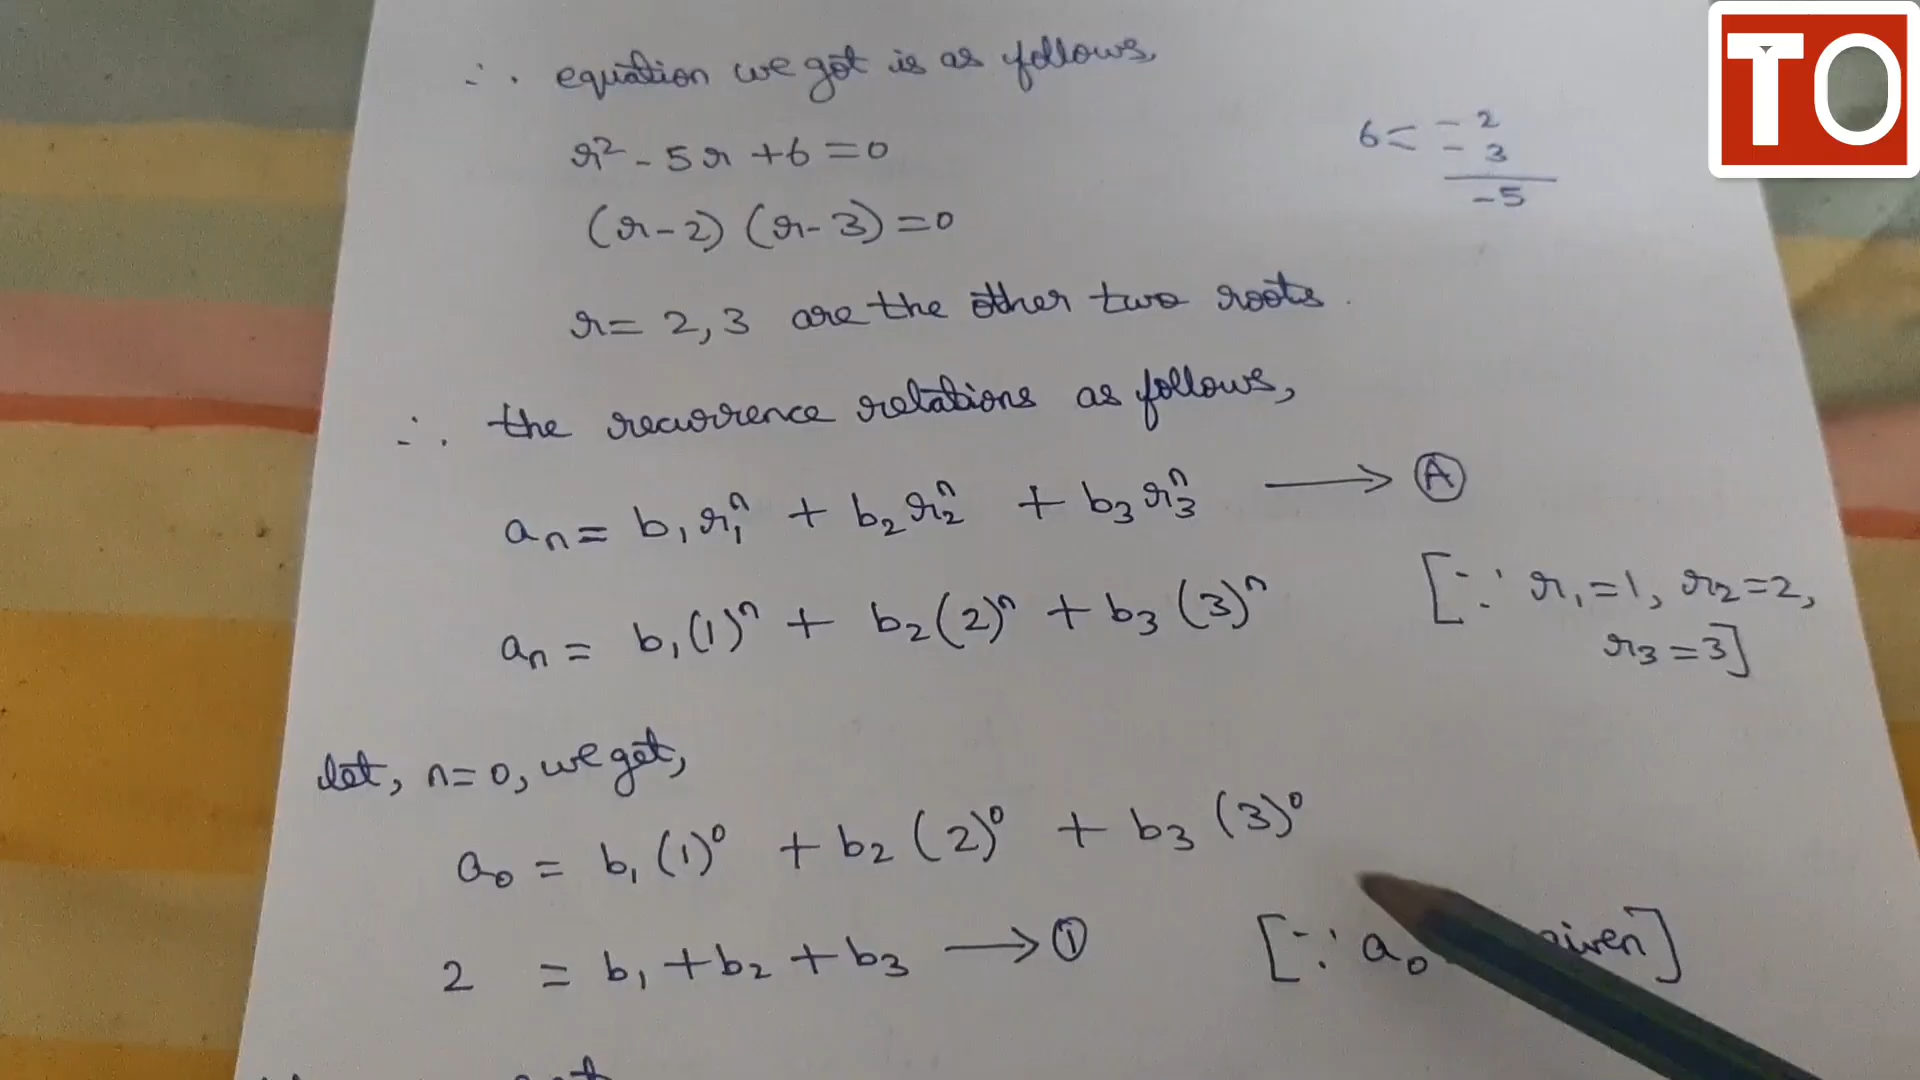 TO
∴ equation we got is as follows,
r² - 5r + 6 = 0
6 < - 2
- 3
-5
(r-2) (r-3) = 0
r = 2, 3 are the other two roots.
∴ the recurrence relations as follows,
aₙ = b₁r₁ⁿ + b₂r₂ⁿ + b₃r₃ⁿ ⟶ Ⓐ
aₙ = b₁(1)ⁿ + b₂(2)ⁿ + b₃(3)ⁿ [∵ r₁=1, r₂=2,
r₃=3]
let, n=0, we get,
a₀ = b₁(1)⁰ + b₂(2)⁰ + b₃(3)⁰
2 = b₁ + b₂ + b₃ ⟶ ① [∵ a₀ given]